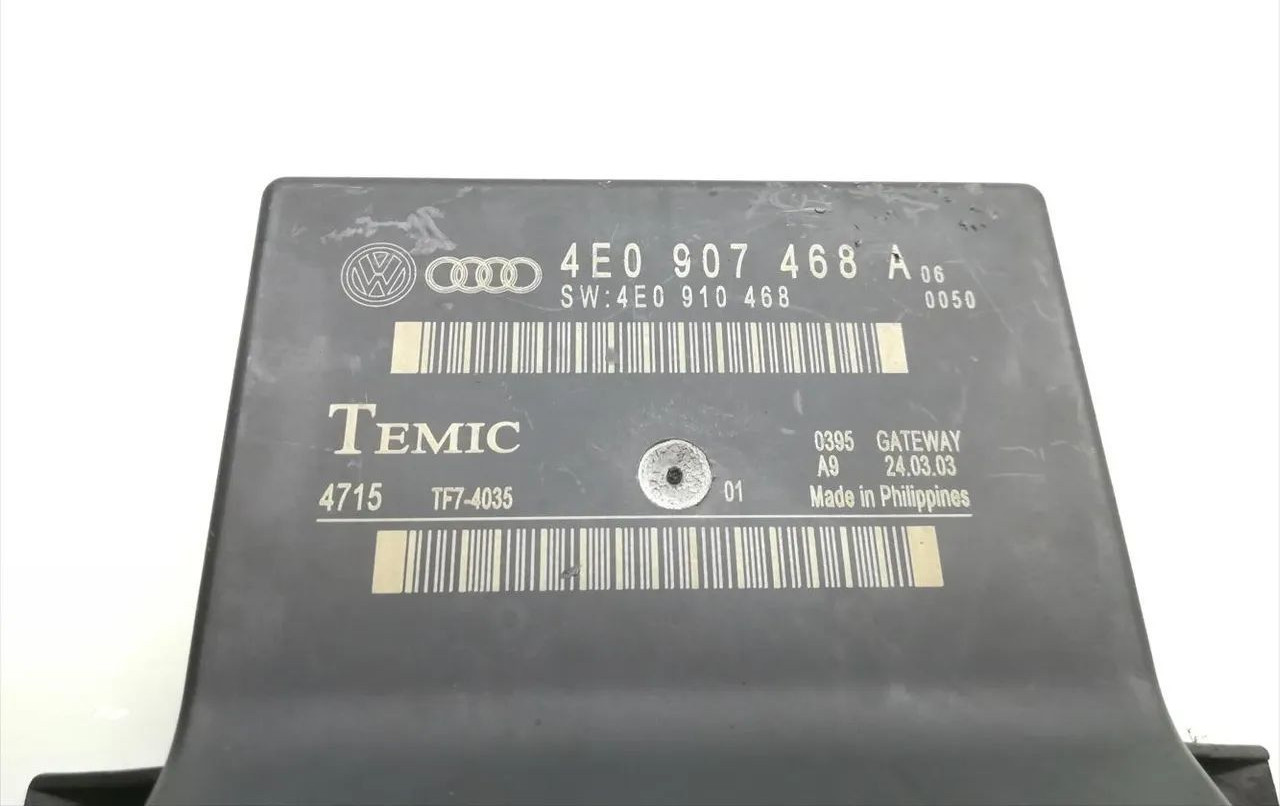 4E0 907 468 A 06
SW:4E0 910 468 0050
TEMIC
0395 GATEWAY
A9 24.03.03
4715 TF7-4035 01 Made in Philippines